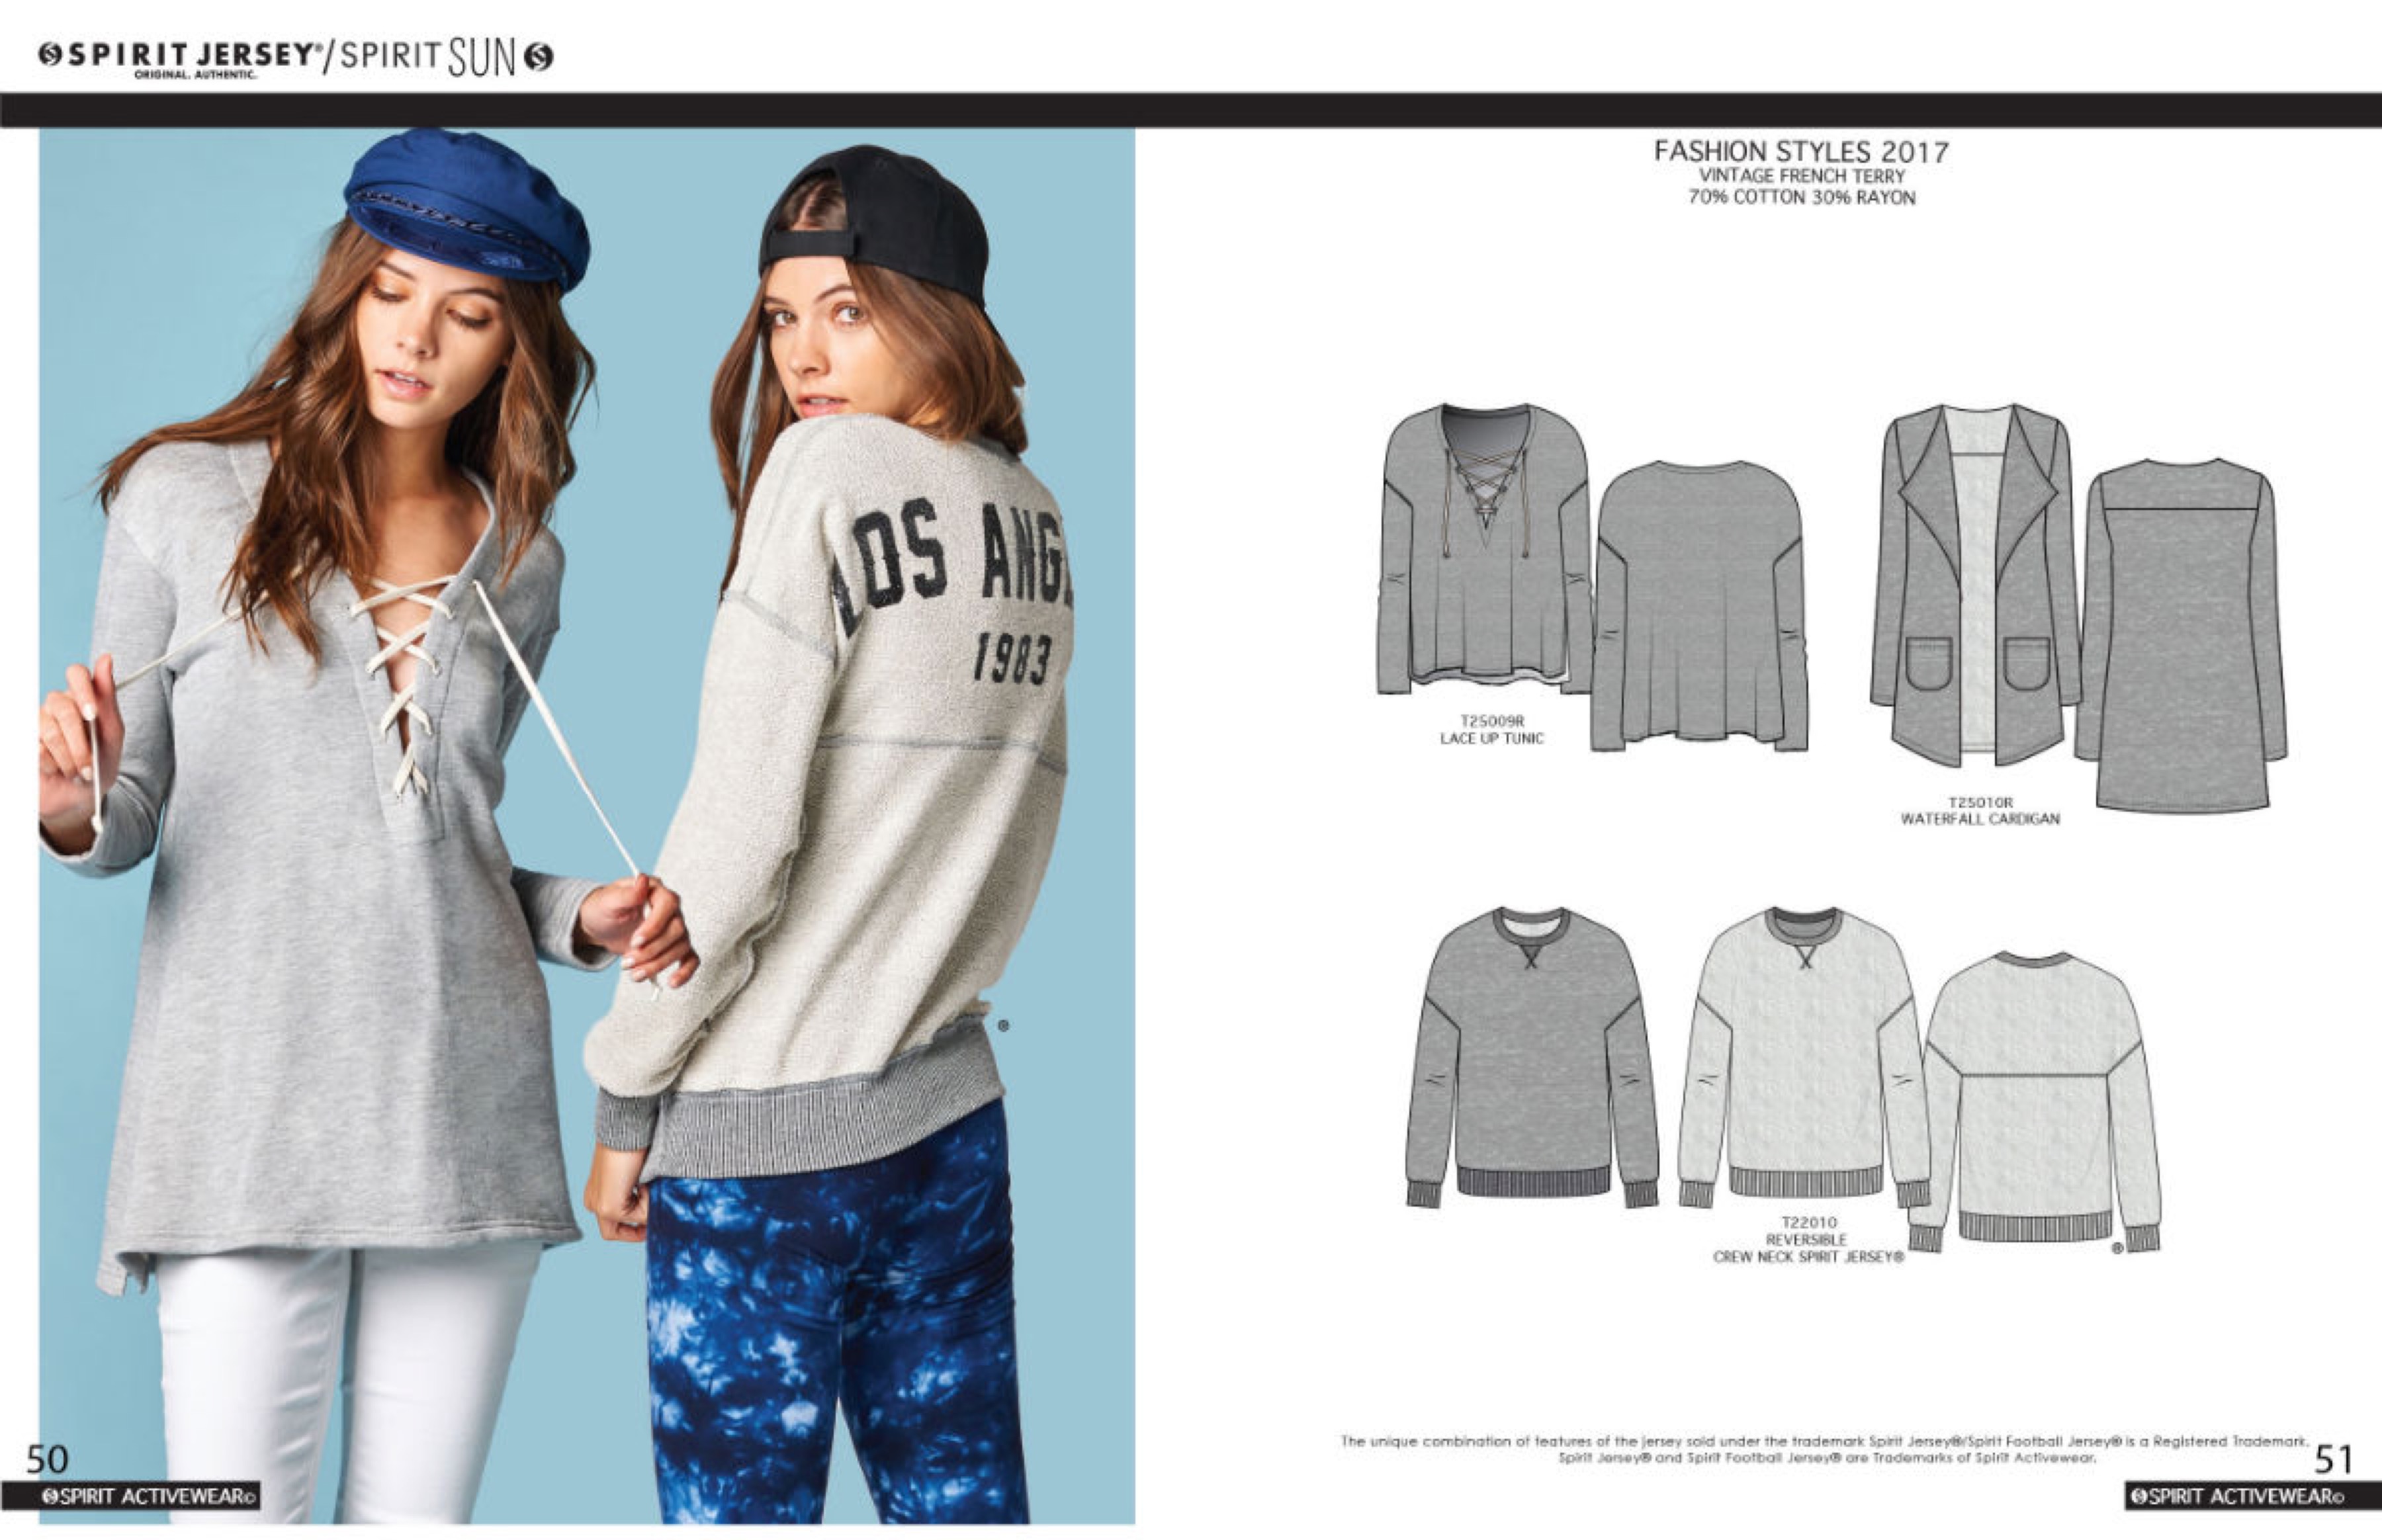 SPIRIT JERSEY®/SPIRIT SUN
ORIGINAL. AUTHENTIC.
FASHION STYLES 2017
VINTAGE FRENCH TERRY
70% COTTON 30% RAYON
LOS ANG
1983
®
T25009R
LACE UP TUNIC
T25010R
WATERFALL CARDIGAN
T22010
REVERSIBLE
CREW NECK SPIRIT JERSEY®
®
The unique combination of features of the jersey sold under the trademark Spirit Jersey®/Spirit Football Jersey® is a Registered Trademark.
Spirit Jersey® and Spirit Football Jersey® are Trademarks of Spirit Activewear.
50
51
SPIRIT ACTIVEWEAR©
SPIRIT ACTIVEWEAR©